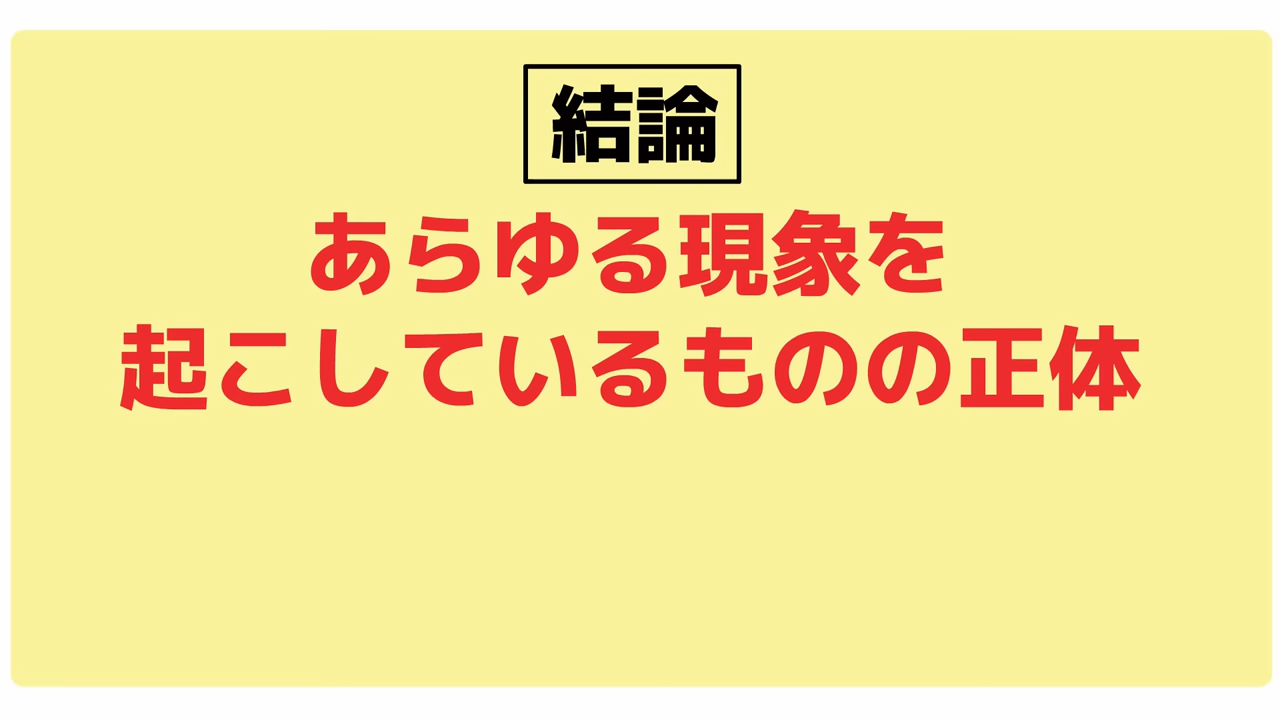 結論
あらゆる現象を
起こしているものの正体